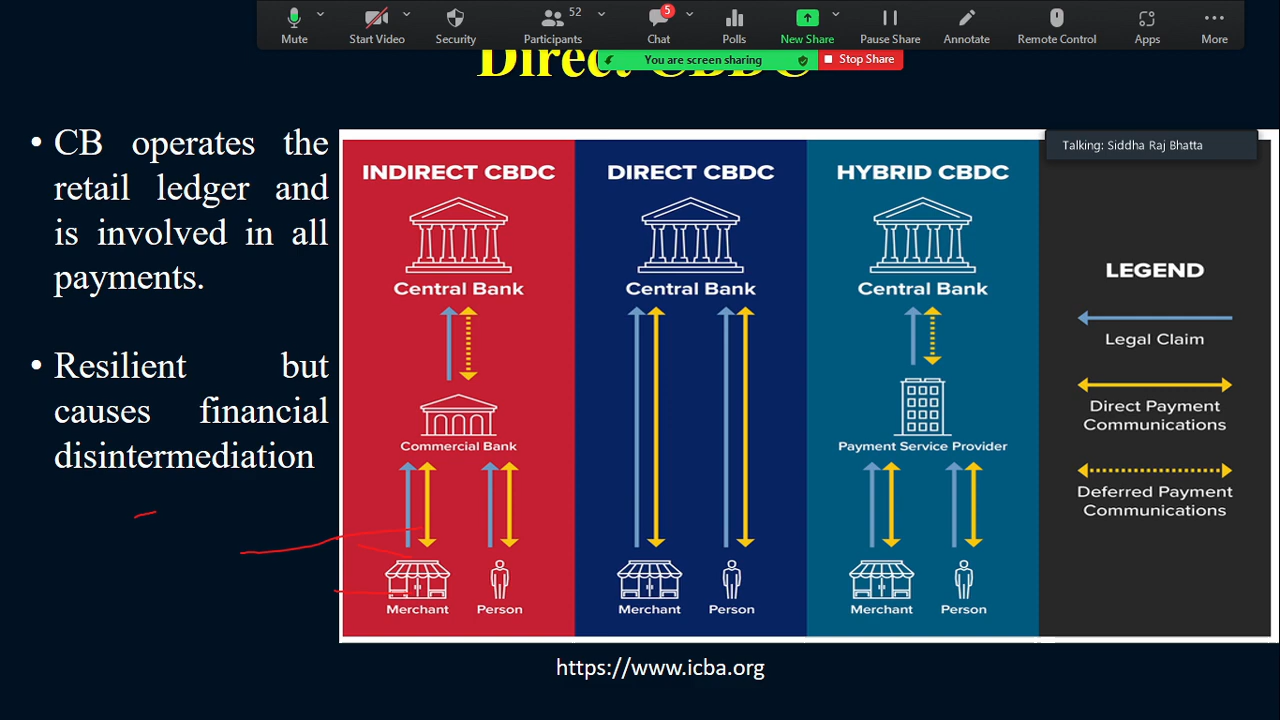 Mute
Start Video
Security
52
Participants
5
Chat
Polls
New Share
Pause Share
Annotate
Remote Control
Apps
More
You are screen sharing
Stop Share
Direct CBDC
• CB operates the
retail ledger and
is involved in all
payments.
• Resilient but
causes financial
disintermediation
Talking: Siddha Raj Bhatta
INDIRECT CBDC
Central Bank
Commercial Bank
Merchant Person
DIRECT CBDC
Central Bank
Merchant Person
HYBRID CBDC
Central Bank
Payment Service Provider
Merchant Person
LEGEND
Legal Claim
Direct Payment
Communications
Deferred Payment
Communications
https://www.icba.org